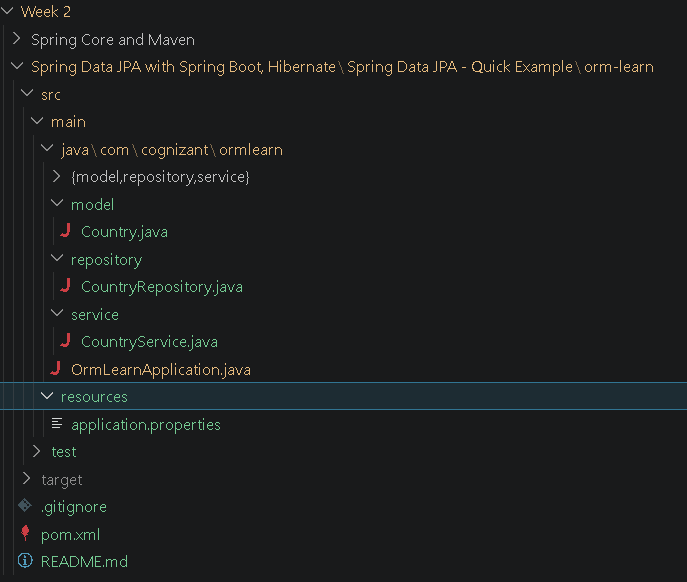 Week 2
Spring Core and Maven
Spring Data JPA with Spring Boot, Hibernate\Spring Data JPA - Quick Example\orm-learn
src
main
java\com\cognizant\ormlearn
{model,repository,service}
model
Country.java
repository
CountryRepository.java
service
CountryService.java
OrmLearnApplication.java
resources
application.properties
test
target
.gitignore
pom.xml
README.md